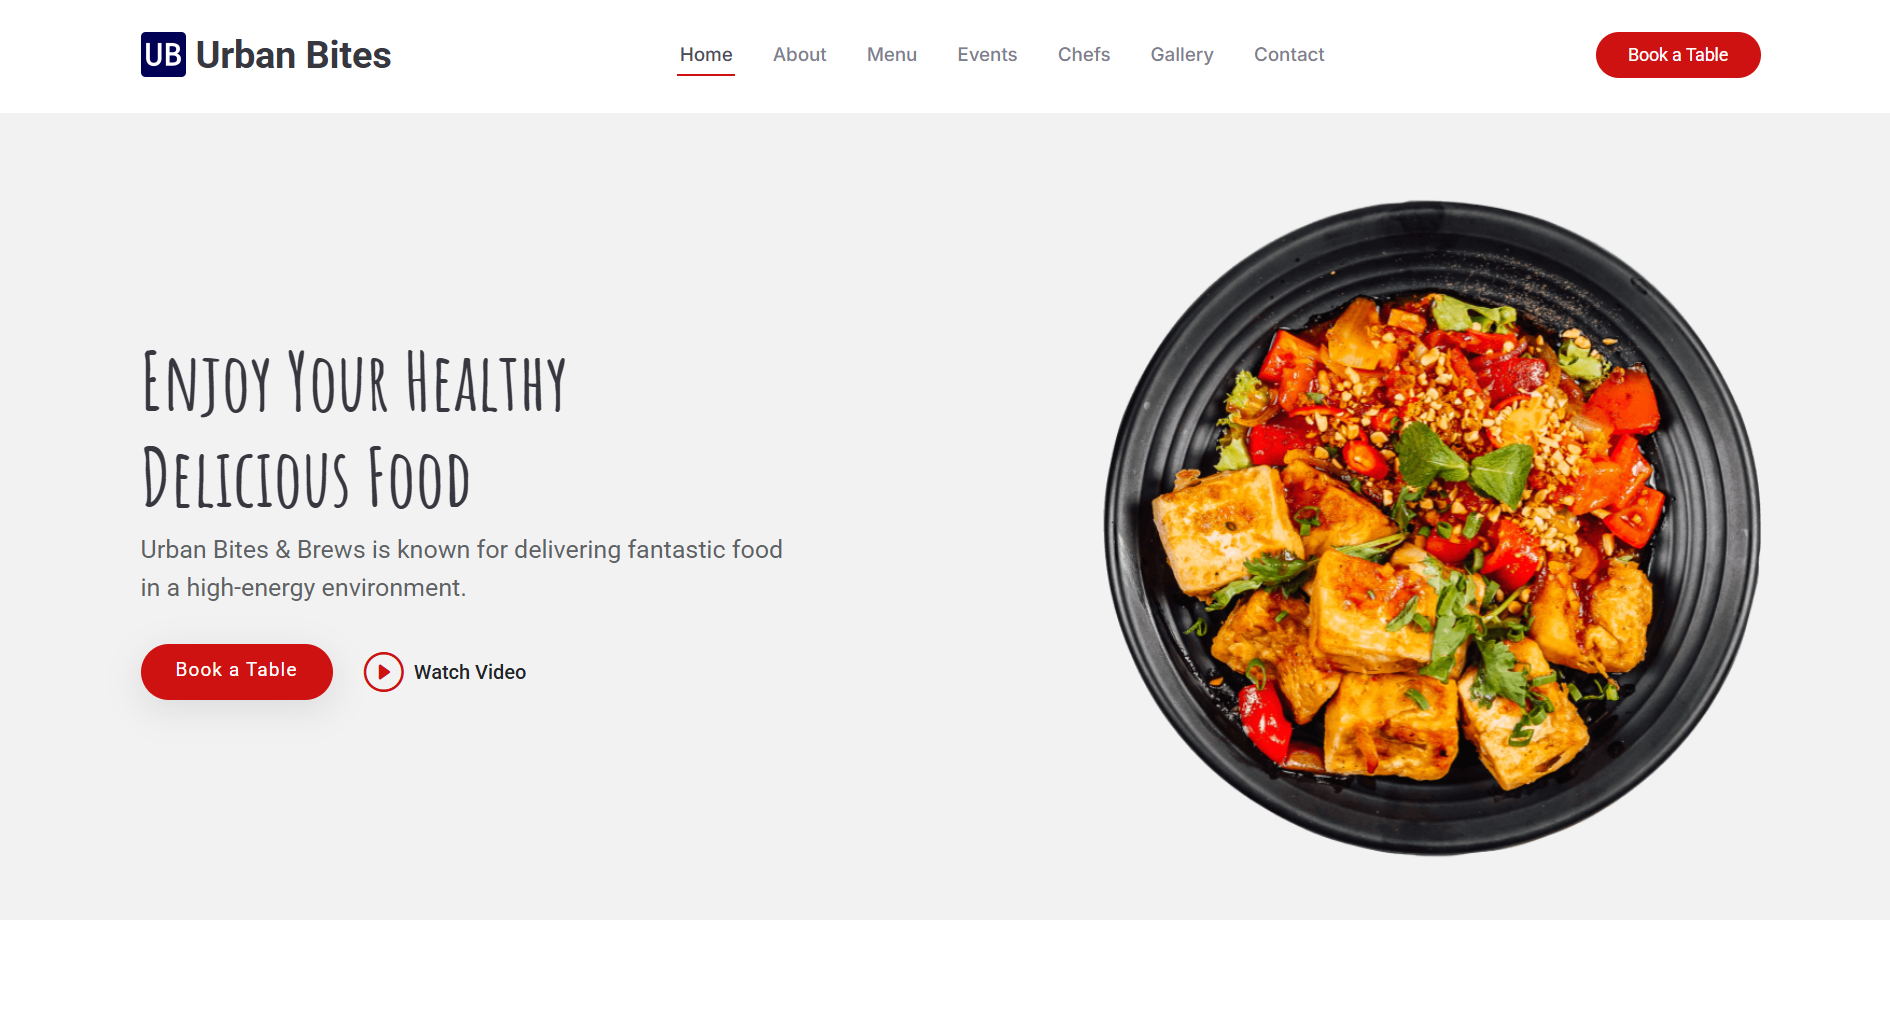 UB Urban Bites
Home About Menu Events Chefs Gallery Contact
Book a Table
Enjoy Your Healthy
Delicious Food
Urban Bites & Brews is known for delivering fantastic food
in a high-energy environment.
Book a Table
Watch Video